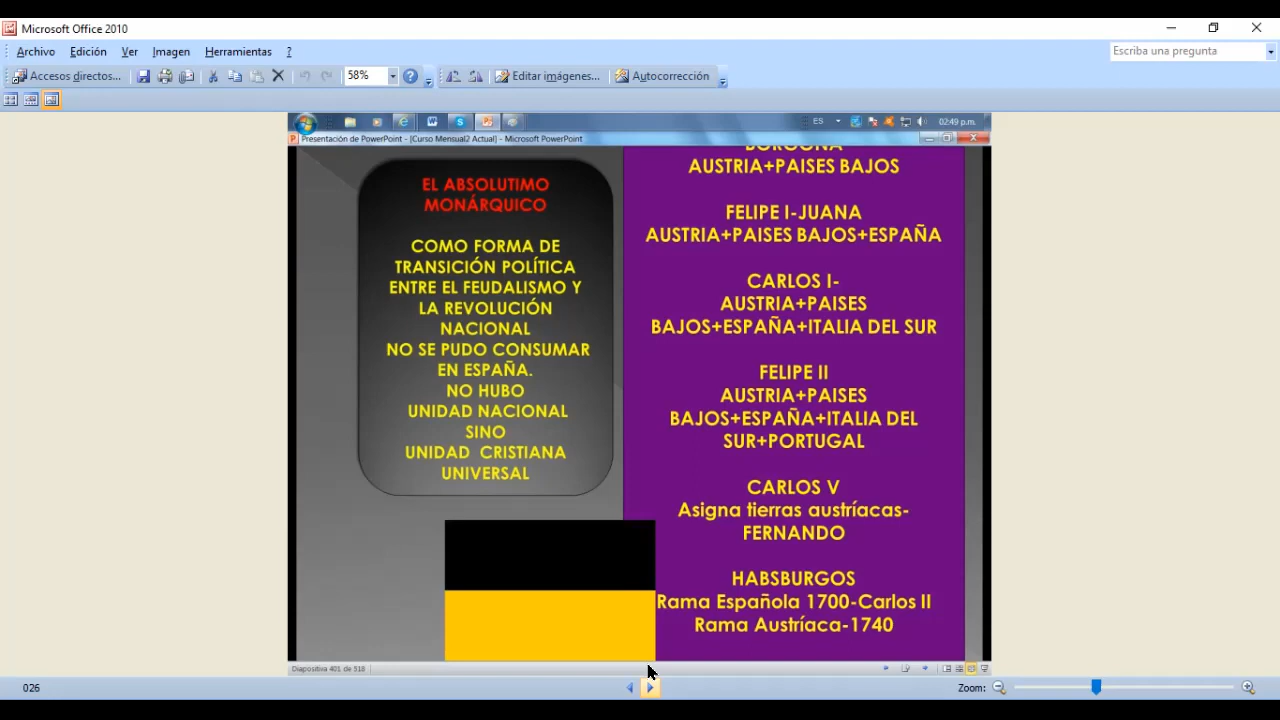 Microsoft Office 2010
Archivo Edición Ver Imagen Herramientas ?
Escriba una pregunta
Accesos directos... 58% Editar imágenes... Autocorrección
ES 02:49 p.m.
Presentación de PowerPoint - [Curso Mensual2 Actual] - Microsoft PowerPoint
EL ABSOLUTIMO
MONÁRQUICO
COMO FORMA DE
TRANSICIÓN POLÍTICA
ENTRE EL FEUDALISMO Y
LA REVOLUCIÓN
NACIONAL
NO SE PUDO CONSUMAR
EN ESPAÑA.
NO HUBO
UNIDAD NACIONAL
SINO
UNIDAD CRISTIANA
UNIVERSAL
BORGOÑA
AUSTRIA+PAISES BAJOS
FELIPE I-JUANA
AUSTRIA+PAISES BAJOS+ESPAÑA
CARLOS I-
AUSTRIA+PAISES
BAJOS+ESPAÑA+ITALIA DEL SUR
FELIPE II
AUSTRIA+PAISES
BAJOS+ESPAÑA+ITALIA DEL
SUR+PORTUGAL
CARLOS V
Asigna tierras austríacas-
FERNANDO
HABSBURGOS
Rama Española 1700-Carlos II
Rama Austríaca-1740
Diapositiva 401 de 518
026
Zoom: